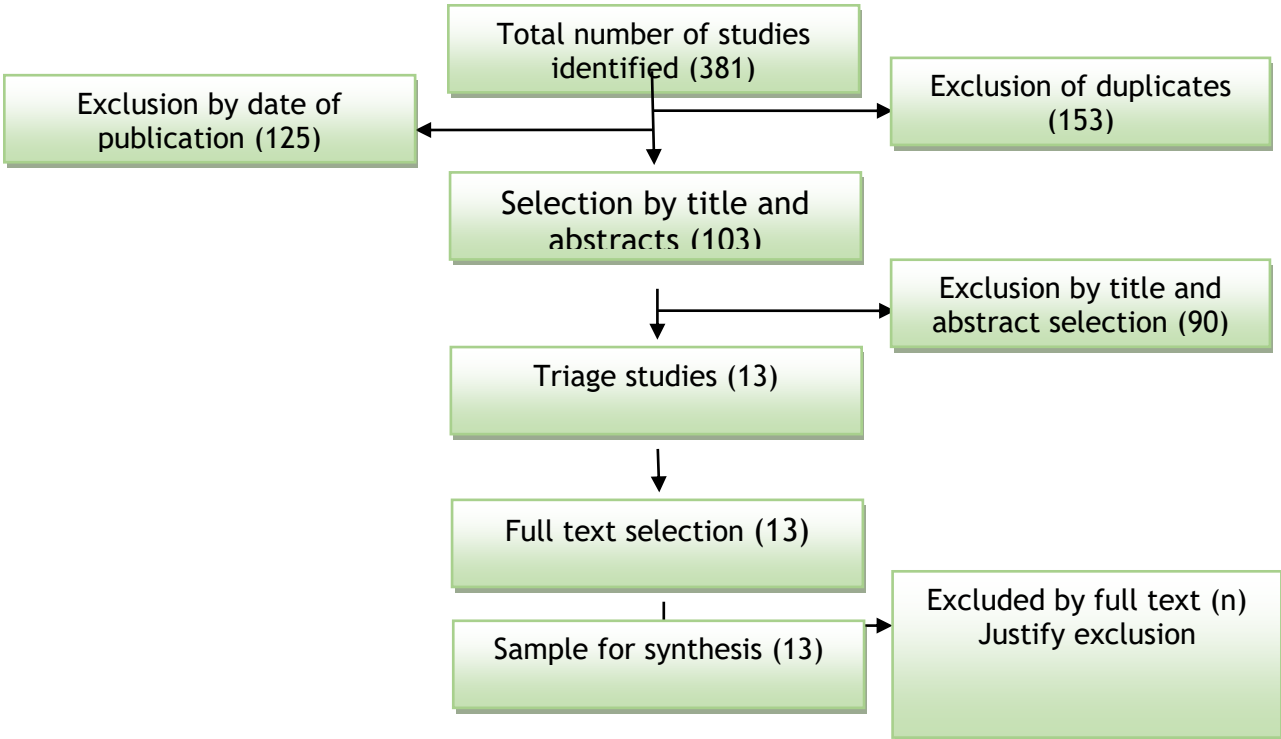 Total number of studies
identified (381)
Exclusion by date of
publication (125)
Exclusion of duplicates
(153)
Selection by title and
abstracts (103)
Exclusion by title and
abstract selection (90)
Triage studies (13)
Full text selection (13)
Excluded by full text (n)
Justify exclusion
Sample for synthesis (13)